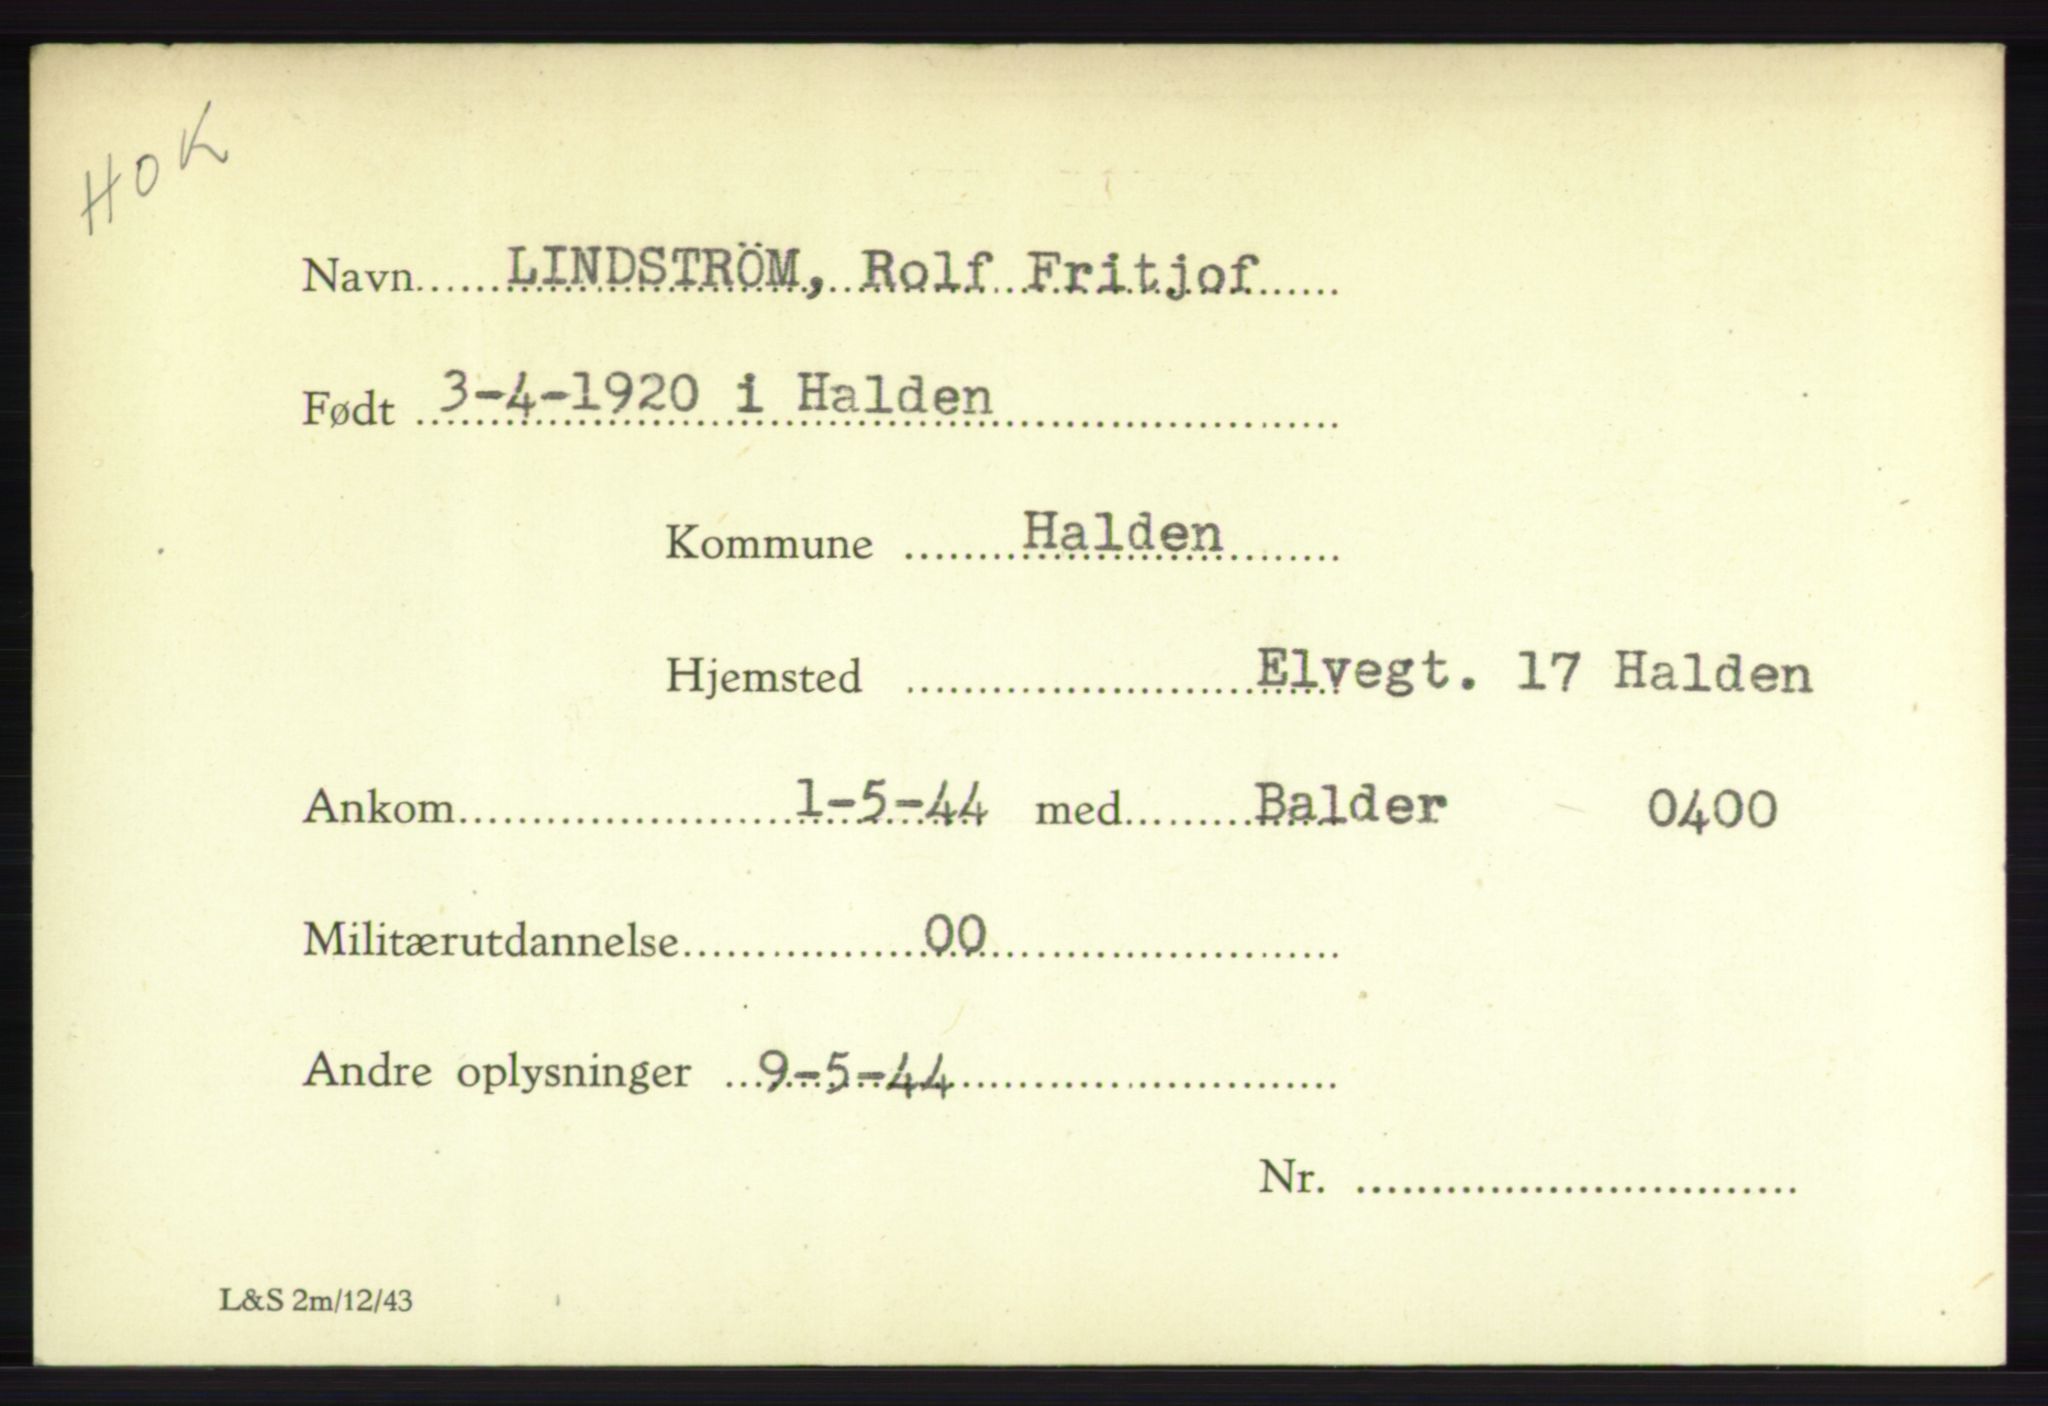 HOK
Navn LINDSTRÖM, Rolf Fritjof
Født 3-4-1920 i Halden
Kommune Halden
Hjemsted Elvegt. 17 Halden
Ankom 1-5-44 med Balder 0400
Militærutdannelse 00
Andre oplysninger 9-5-44
Nr.
L&S 2m/12/43